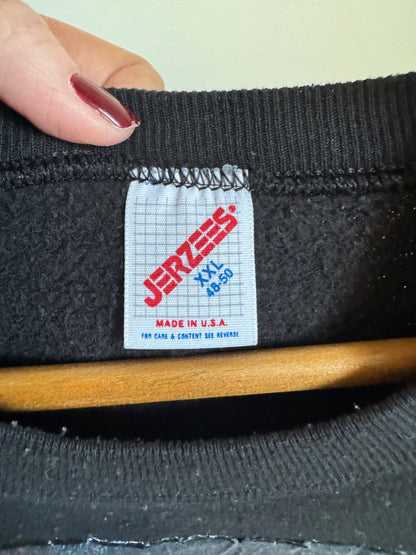 JERZEES®
XXL
48-50
MADE IN U.S.A.
FOR CARE & CONTENT SEE REVERSE